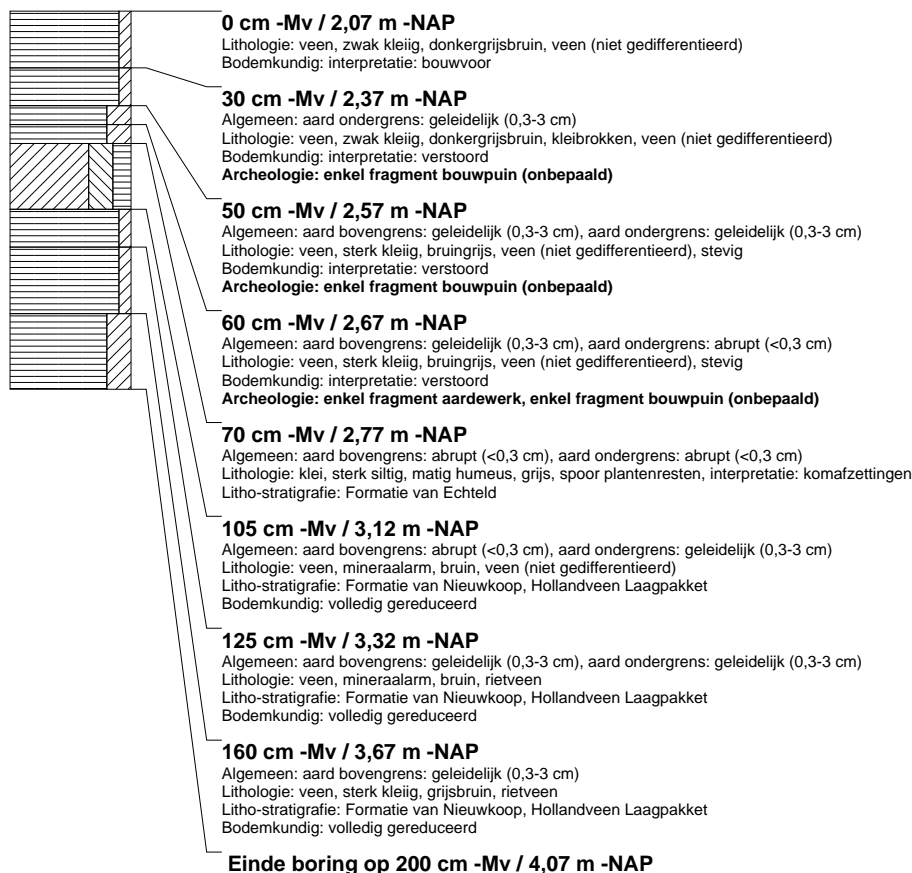 0 cm -Mv / 2,07 m -NAP
Lithologie: veen, zwak kleiig, donkergrijsbruin, veen (niet gedifferentieerd)
Bodemkundig: interpretatie: bouwvoor
30 cm -Mv / 2,37 m -NAP
Algemeen: aard ondergrens: geleidelijk (0,3-3 cm)
Lithologie: veen, zwak kleiig, donkergrijsbruin, kleibrokken, veen (niet gedifferentieerd)
Bodemkundig: interpretatie: verstoord
Archeologie: enkel fragment bouwpuin (onbepaald)
50 cm -Mv / 2,57 m -NAP
Algemeen: aard bovengrens: geleidelijk (0,3-3 cm), aard ondergrens: geleidelijk (0,3-3 cm)
Lithologie: veen, sterk kleiig, bruingrijs, veen (niet gedifferentieerd), stevig
Bodemkundig: interpretatie: verstoord
Archeologie: enkel fragment bouwpuin (onbepaald)
60 cm -Mv / 2,67 m -NAP
Algemeen: aard bovengrens: geleidelijk (0,3-3 cm), aard ondergrens: abrupt (<0,3 cm)
Lithologie: veen, sterk kleiig, bruingrijs, veen (niet gedifferentieerd), stevig
Bodemkundig: interpretatie: verstoord
Archeologie: enkel fragment aardewerk, enkel fragment bouwpuin (onbepaald)
70 cm -Mv / 2,77 m -NAP
Algemeen: aard bovengrens: abrupt (<0,3 cm), aard ondergrens: abrupt (<0,3 cm)
Lithologie: klei, sterk siltig, matig humeus, grijs, spoor plantenresten, interpretatie: komafzettingen
Litho-stratigrafie: Formatie van Echteld
105 cm -Mv / 3,12 m -NAP
Algemeen: aard bovengrens: abrupt (<0,3 cm), aard ondergrens: geleidelijk (0,3-3 cm)
Lithologie: veen, mineraalarm, bruin, veen (niet gedifferentieerd)
Litho-stratigrafie: Formatie van Nieuwkoop, Hollandveen Laagpakket
Bodemkundig: volledig gereduceerd
125 cm -Mv / 3,32 m -NAP
Algemeen: aard bovengrens: geleidelijk (0,3-3 cm), aard ondergrens: geleidelijk (0,3-3 cm)
Lithologie: veen, mineraalarm, bruin, rietveen
Litho-stratigrafie: Formatie van Nieuwkoop, Hollandveen Laagpakket
Bodemkundig: volledig gereduceerd
160 cm -Mv / 3,67 m -NAP
Algemeen: aard bovengrens: geleidelijk (0,3-3 cm)
Lithologie: veen, sterk kleiig, grijsbruin, rietveen
Litho-stratigrafie: Formatie van Nieuwkoop, Hollandveen Laagpakket
Bodemkundig: volledig gereduceerd
Einde boring op 200 cm -Mv / 4,07 m -NAP